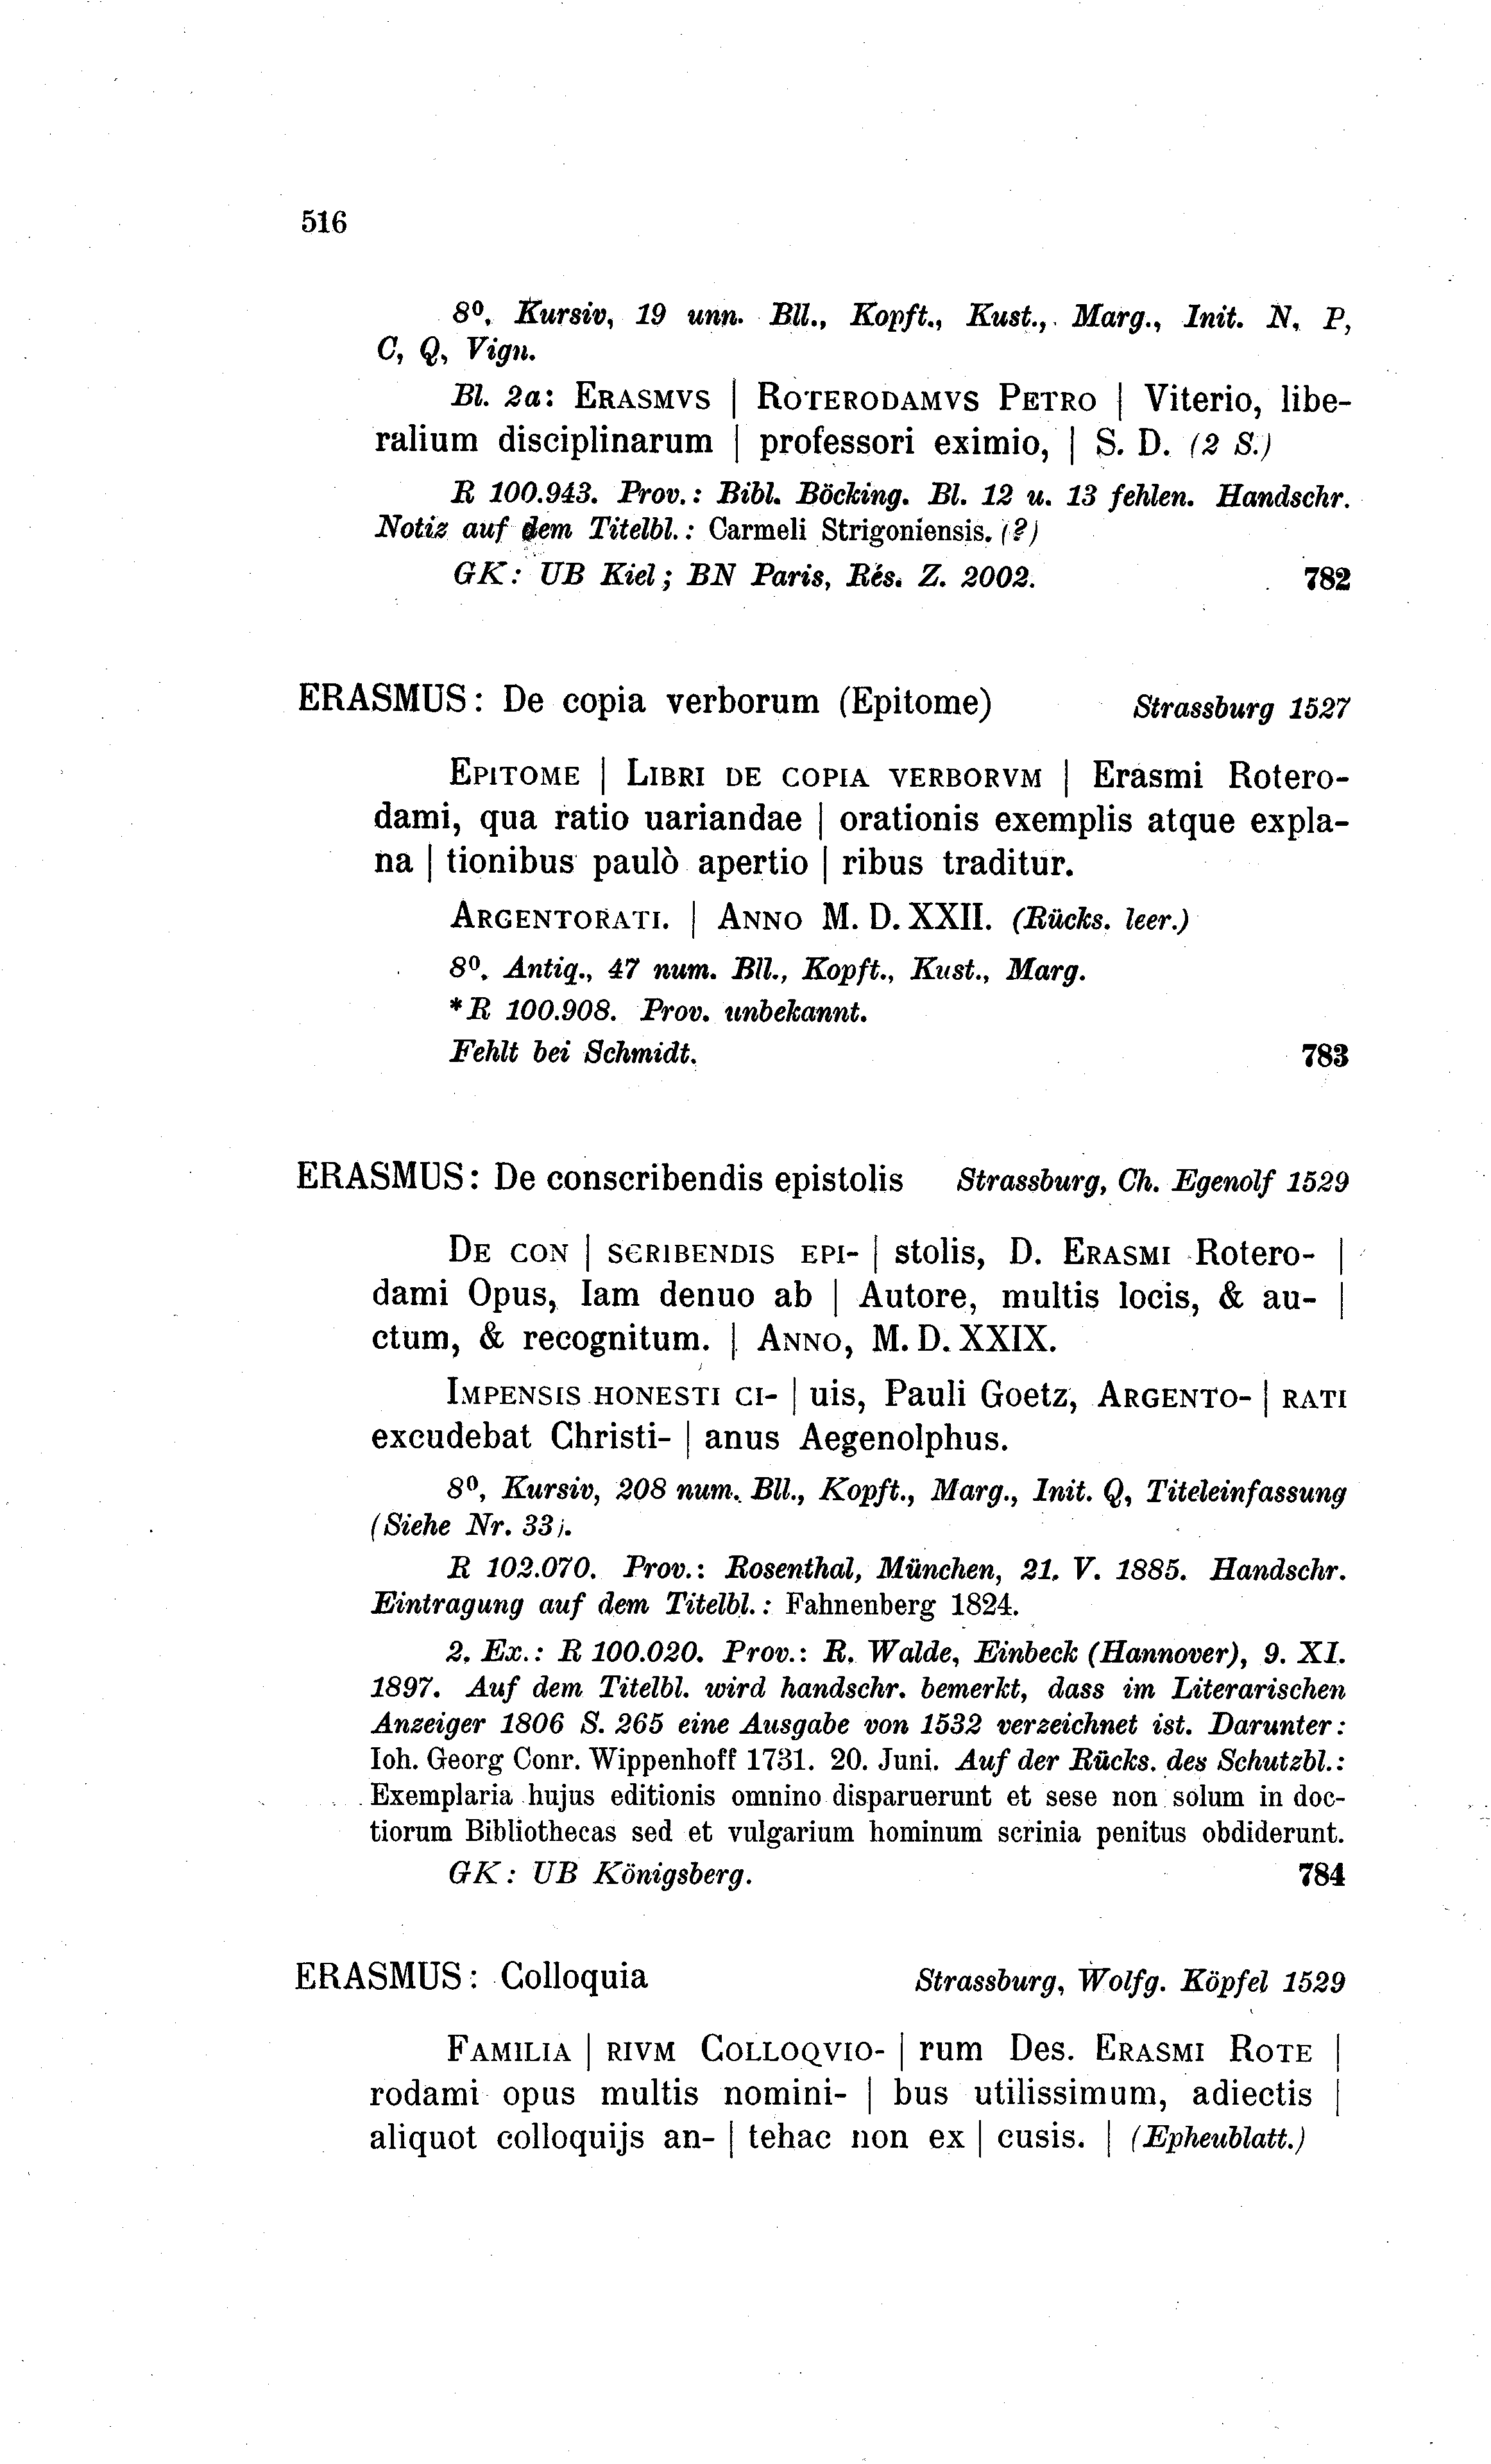 516
8⁰, Kursiv, 19 unn. Bll., Kopft., Kust., Marg., Init. N, P,
C, Q, Vign.
Bl. 2a: ERASMVS | ROTERODAMVS PETRO | Viterio, libe-
ralium disciplinarum | professori eximio, | S. D. (2 S.)
R 100.943. Prov.: Bibl. Böcking. Bl. 12 u. 13 fehlen. Handschr.
Notiz auf dem Titelbl.: Carmeli Strigoniensis. (?)
GK: UB Kiel; BN Paris, Rés. Z. 2002. 782
ERASMUS: De copia verborum (Epitome) Strassburg 1527
EPITOME | LIBRI DE COPIA VERBORVM | Erasmi Rotero-
dami, qua ratio uariandae | orationis exemplis atque expla-
na | tionibus paulò apertio | ribus traditur.
ARGENTORATI. | ANNO M. D. XXII. (Rücks. leer.)
8⁰. Antiq., 47 num. Bll., Kopft., Kust., Marg.
*R 100.908. Prov. unbekannt.
Fehlt bei Schmidt. 783
ERASMUS: De conscribendis epistolis Strassburg, Ch. Egenolf 1529
DE CON | SCRIBENDIS EPI- | stolis, D. ERASMI Rotero- |
dami Opus, Iam denuo ab | Autore, multis locis, & au- |
ctum, & recognitum. | ANNO, M. D. XXIX.
IMPENSIS HONESTI CI- | uis, Pauli Goetz, ARGENTO- | RATI
excudebat Christi- | anus Aegenolphus.
8⁰, Kursiv, 208 num. Bll., Kopft., Marg., Init. Q, Titeleinfassung
(Siehe Nr. 33).
R 102.070. Prov.: Rosenthal, München, 21. V. 1885. Handschr.
Eintragung auf dem Titelbl.: Fahnenberg 1824.
2. Ex.: R 100.020. Prov.: R. Walde, Einbeck (Hannover), 9. XI.
1897. Auf dem Titelbl. wird handschr. bemerkt, dass im Literarischen
Anzeiger 1806 S. 265 eine Ausgabe von 1532 verzeichnet ist. Darunter:
Ioh. Georg Conr. Wippenhoff 1731. 20. Juni. Auf der Rücks. des Schutzbl.:
Exemplaria hujus editionis omnino disparuerunt et sese non solum in doc-
tiorum Bibliothecas sed et vulgarium hominum scrinia penitus obdiderunt.
GK: UB Königsberg. 784
ERASMUS: Colloquia Strassburg, Wolfg. Köpfel 1529
FAMILIA | RIVM COLLOQVIO- | rum Des. ERASMI ROTE |
rodami opus multis nomini- | bus utilissimum, adiectis |
aliquot colloquijs an- | tehac non ex | cusis. | (Epheublatt.)